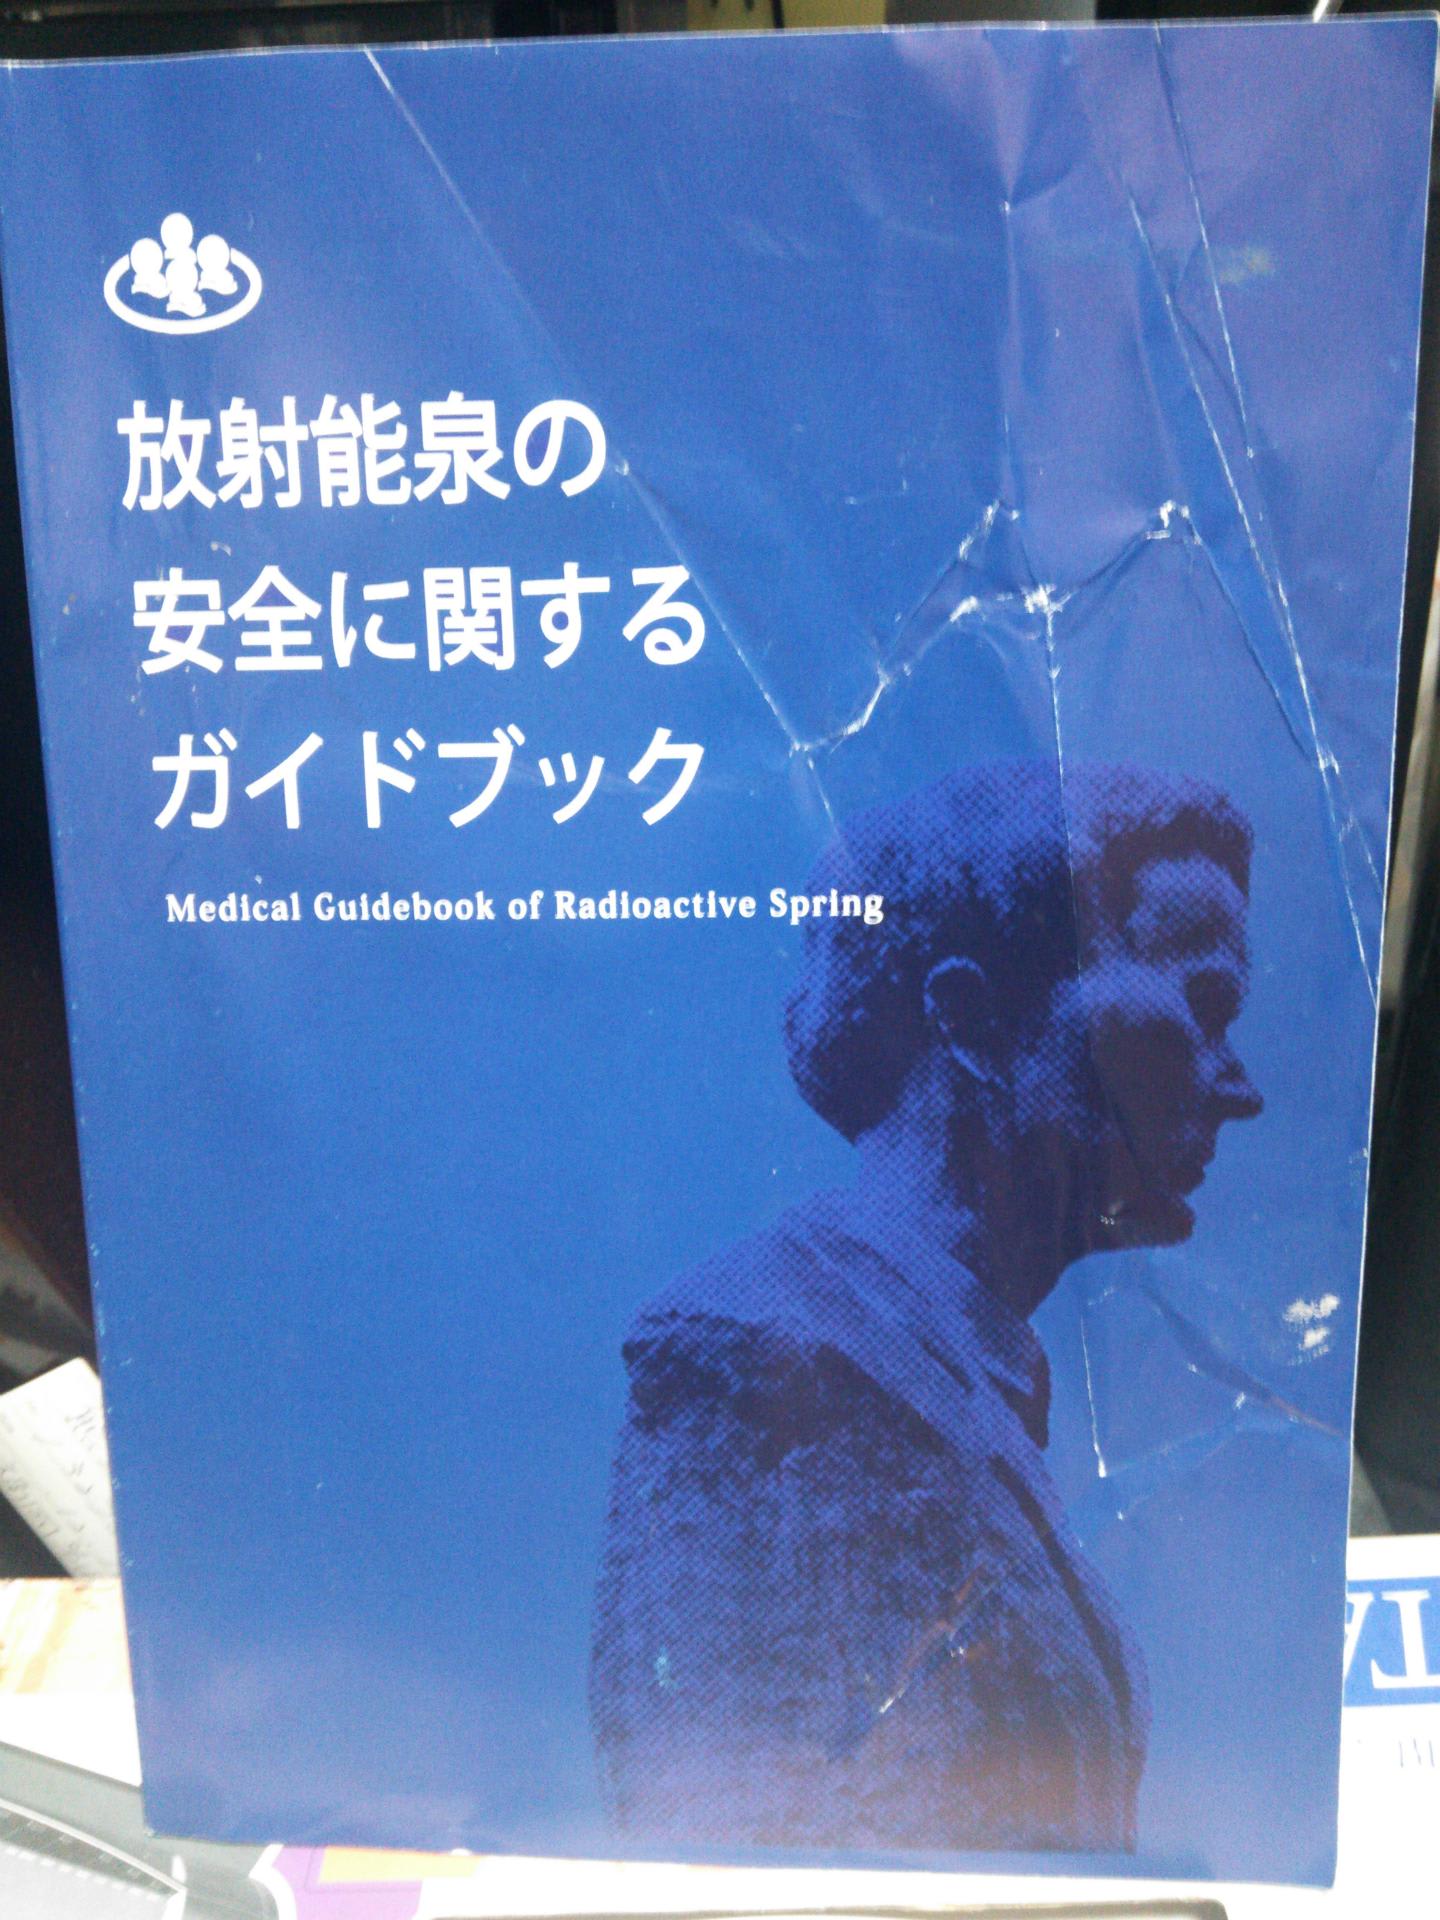 放射能泉の
安全に関する
ガイドブック
Medical Guidebook of Radioactive Spring
TA